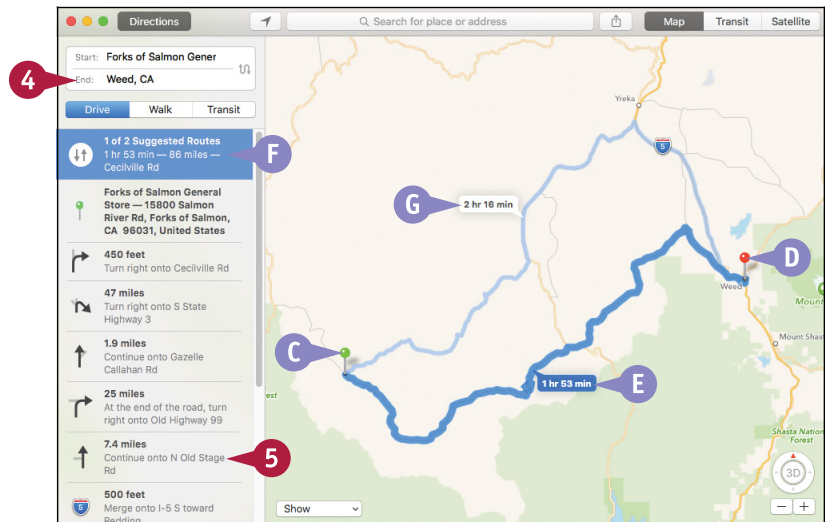 Directions
Search for place or address
Map
Transit
Satellite
Start: Forks of Salmon Gener
End: Weed, CA
Drive
Walk
Transit
1 of 2 Suggested Routes
1 hr 53 min — 86 miles —
Cecilville Rd
Forks of Salmon General
Store — 15800 Salmon
River Rd, Forks of Salmon,
CA 96031, United States
450 feet
Turn right onto Cecilville Rd
47 miles
Turn right onto S State
Highway 3
1.9 miles
Continue onto Gazelle
Callahan Rd
25 miles
At the end of the road, turn
right onto Old Highway 99
7.4 miles
Continue onto N Old Stage
Rd
5
500 feet
Merge onto I-5 S toward
Redding
4
F
5
Yreka
5
G
2 hr 16 min
D
Weed
Mount
C
Mount Shast
E
1 hr 53 min
est
Shasta Nation
Forest
3D
Show
− +